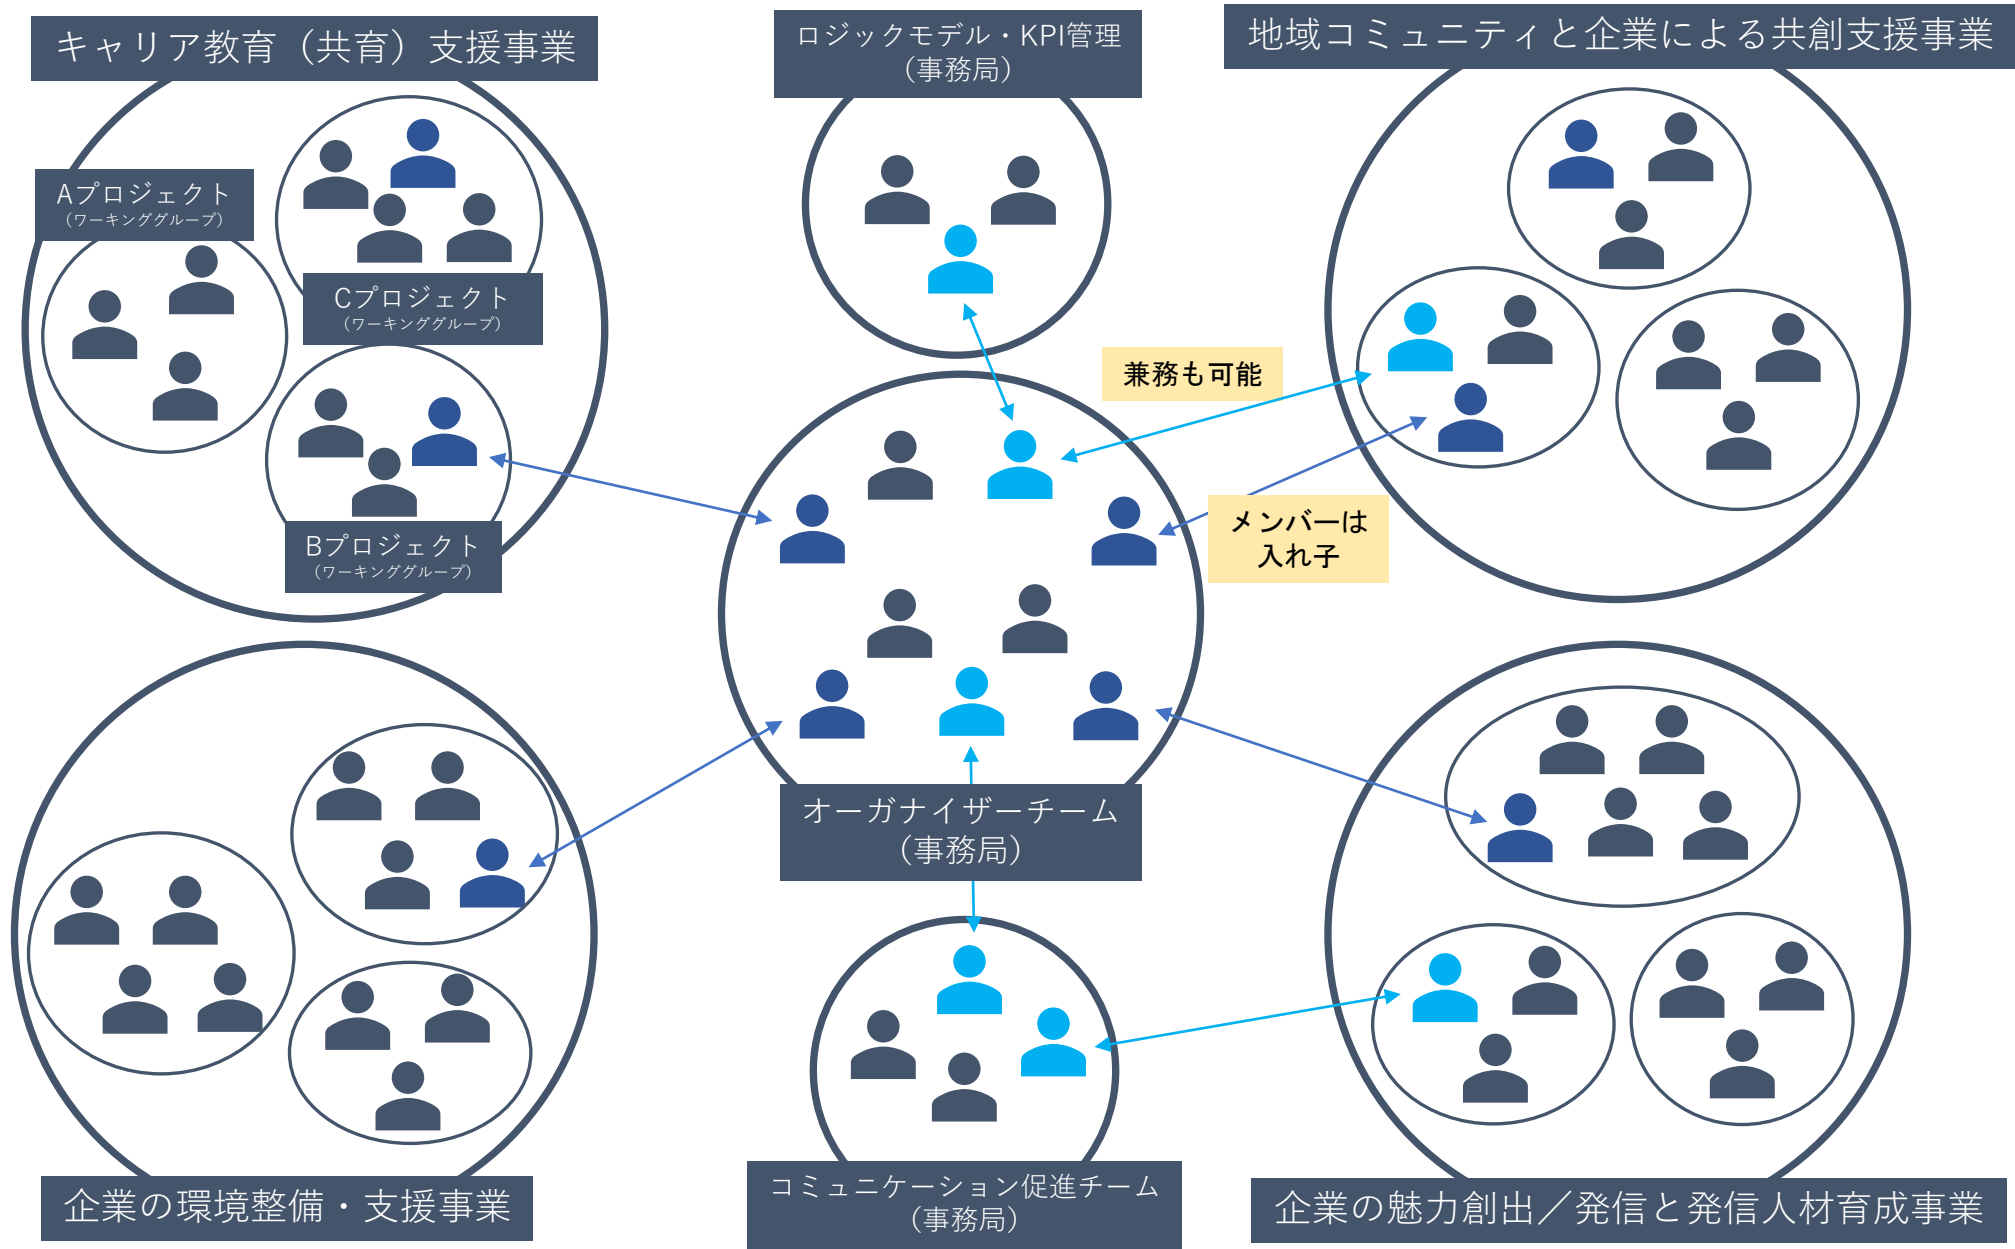 キャリア教育（共育）支援事業
ロジックモデル・KPI管理
（事務局）
地域コミュニティと企業による共創支援事業
Aプロジェクト
（ワーキンググループ）
Cプロジェクト
（ワーキンググループ）
兼務も可能
メンバーは
入れ子
Bプロジェクト
（ワーキンググループ）
オーガナイザーチーム
（事務局）
企業の環境整備・支援事業
コミュニケーション促進チーム
（事務局）
企業の魅力創出／発信と発信人材育成事業